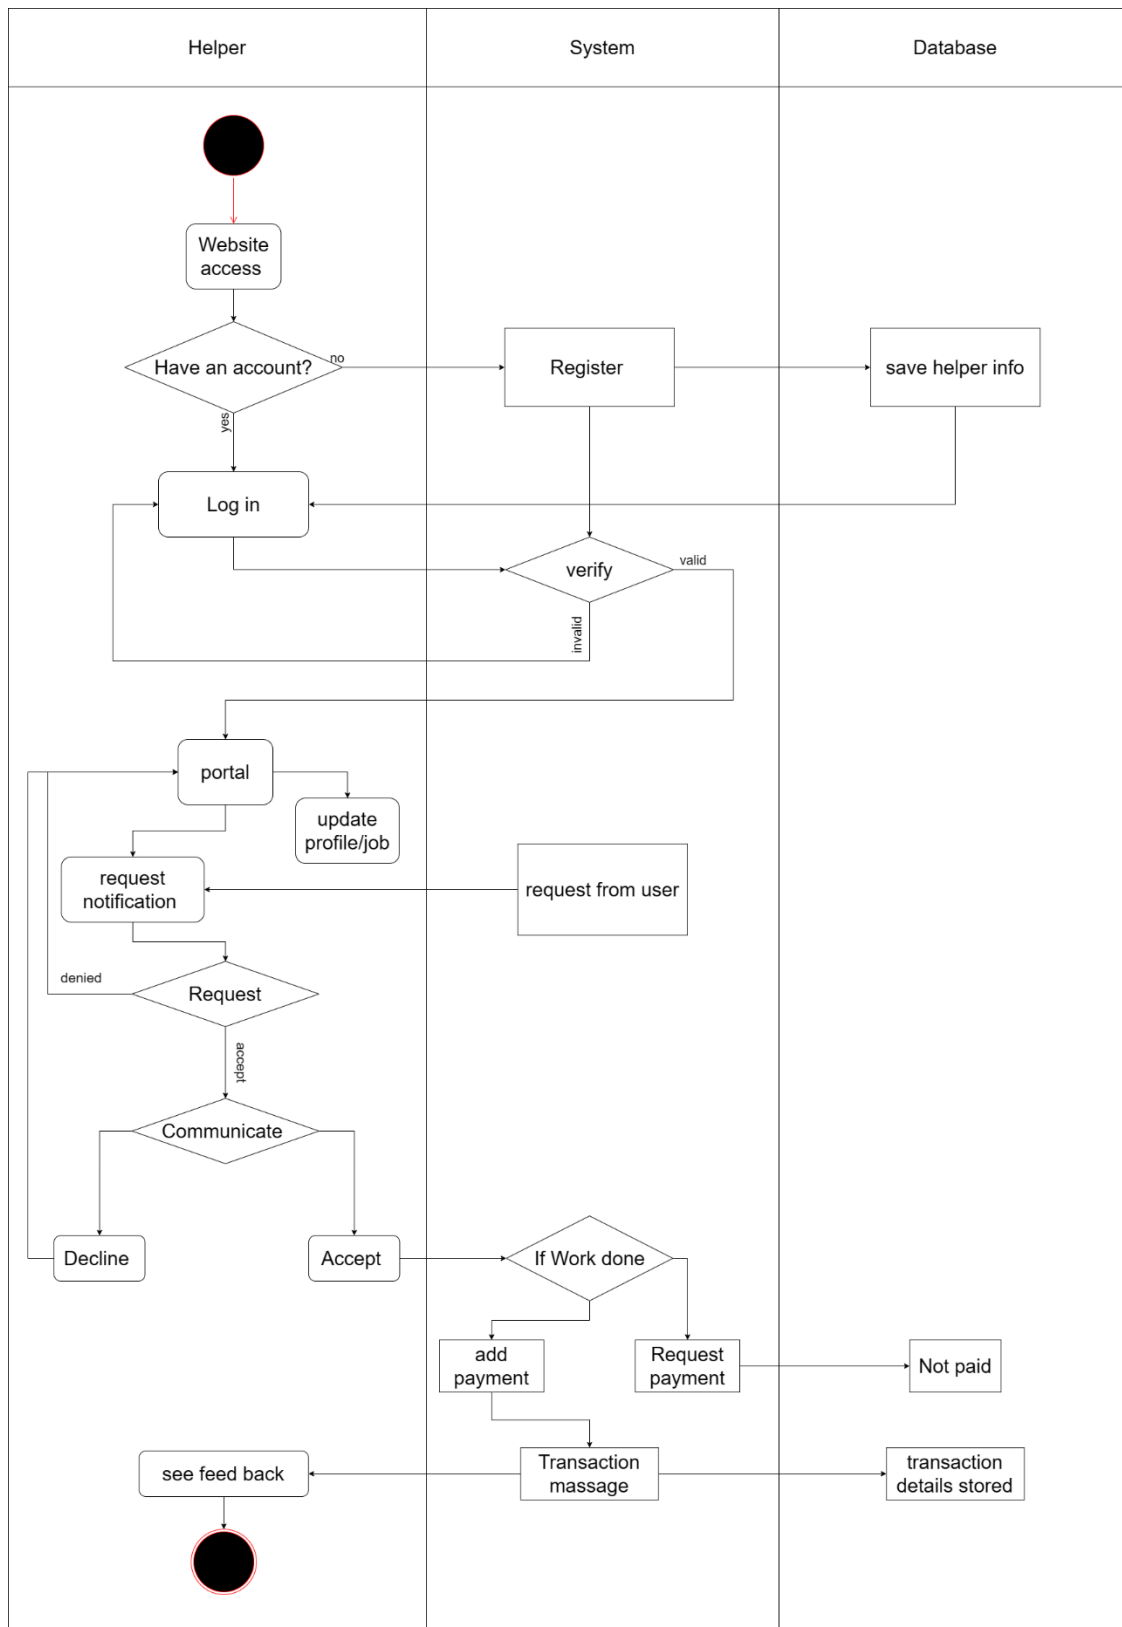 Helper
System
Database
Website
access
Have an account?
no
Register
save helper info
yes
Log in
verify
valid
invalid
portal
update
profile/job
request
notification
request from user
denied
Request
accept
Communicate
Decline
Accept
If Work done
add
payment
Request
payment
Not paid
see feed back
Transaction
massage
transaction
details stored